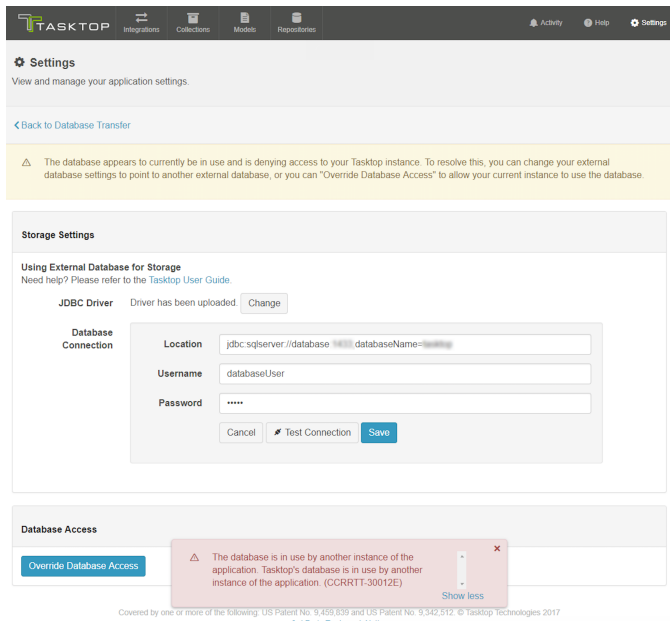 TASKTOP
Integrations
Collections
Models
Repositories
Activity
Help
Settings
Settings
View and manage your application settings.
Back to Database Transfer
The database appears to currently be in use and is denying access to your Tasktop instance. To resolve this, you can change your external
database settings to point to another external database, or you can "Override Database Access" to allow your current instance to use the database.
Storage Settings
Using External Database for Storage
Need help? Please refer to the Tasktop User Guide.
JDBC Driver
Driver has been uploaded.
Change
Database
Connection
Location
jdbc:sqlserver://database: databaseName=
Username
databaseUser
Password
•••••
Cancel
Test Connection
Save
Database Access
Override Database Access
The database is in use by another instance of the
application. Tasktop's database is in use by another
instance of the application. (CCRRTT-30012E)
Show less
Covered by one or more of the following: US Patent No. 9,459,839 and US Patent No. 9,342,512. © Tasktop Technologies 2017